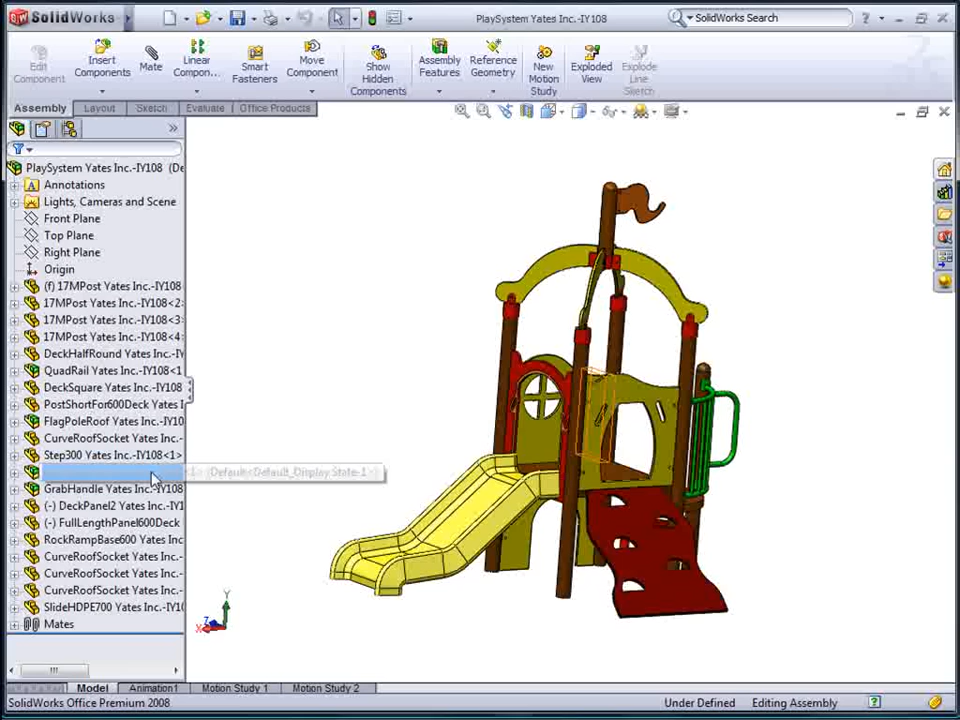 SolidWorks
PlaySystem Yates Inc.-IY108
SolidWorks Search
Edit Component
Insert Components
Mate
Linear Compon...
Smart Fasteners
Move Component
Show Hidden Components
Assembly Features
Reference Geometry
New Motion Study
Exploded View
Explode Line Sketch
Assembly
Layout
Sketch
Evaluate
Office Products
PlaySystem Yates Inc.-IY108 (De
Annotations
Lights, Cameras and Scene
Front Plane
Top Plane
Right Plane
Origin
(f) 17MPost Yates Inc.-IY108
17MPost Yates Inc.-IY108<2
17MPost Yates Inc.-IY108<3
17MPost Yates Inc.-IY108<4
DeckHalfRound Yates Inc.-IY
QuadRail Yates Inc.-IY108<1
DeckSquare Yates Inc.-IY108
PostShortFor600Deck Yates I
FlagPoleRoof Yates Inc.-IY10
CurveRoofSocket Yates Inc.-
Step300 Yates Inc.-IY108<1>
(Default<Default_Display State-1
GrabHandle Yates Inc.-IY108
(-) DeckPanel2 Yates Inc.-IY1
(-) FullLengthPanel600Deck
RockRampBase600 Yates Inc
CurveRoofSocket Yates Inc.-
CurveRoofSocket Yates Inc.-
CurveRoofSocket Yates Inc.-
SlideHDPE700 Yates Inc.-IY10
Mates
Y
Z
X
Model
Animation1
Motion Study 1
Motion Study 2
SolidWorks Office Premium 2008
Under Defined
Editing Assembly